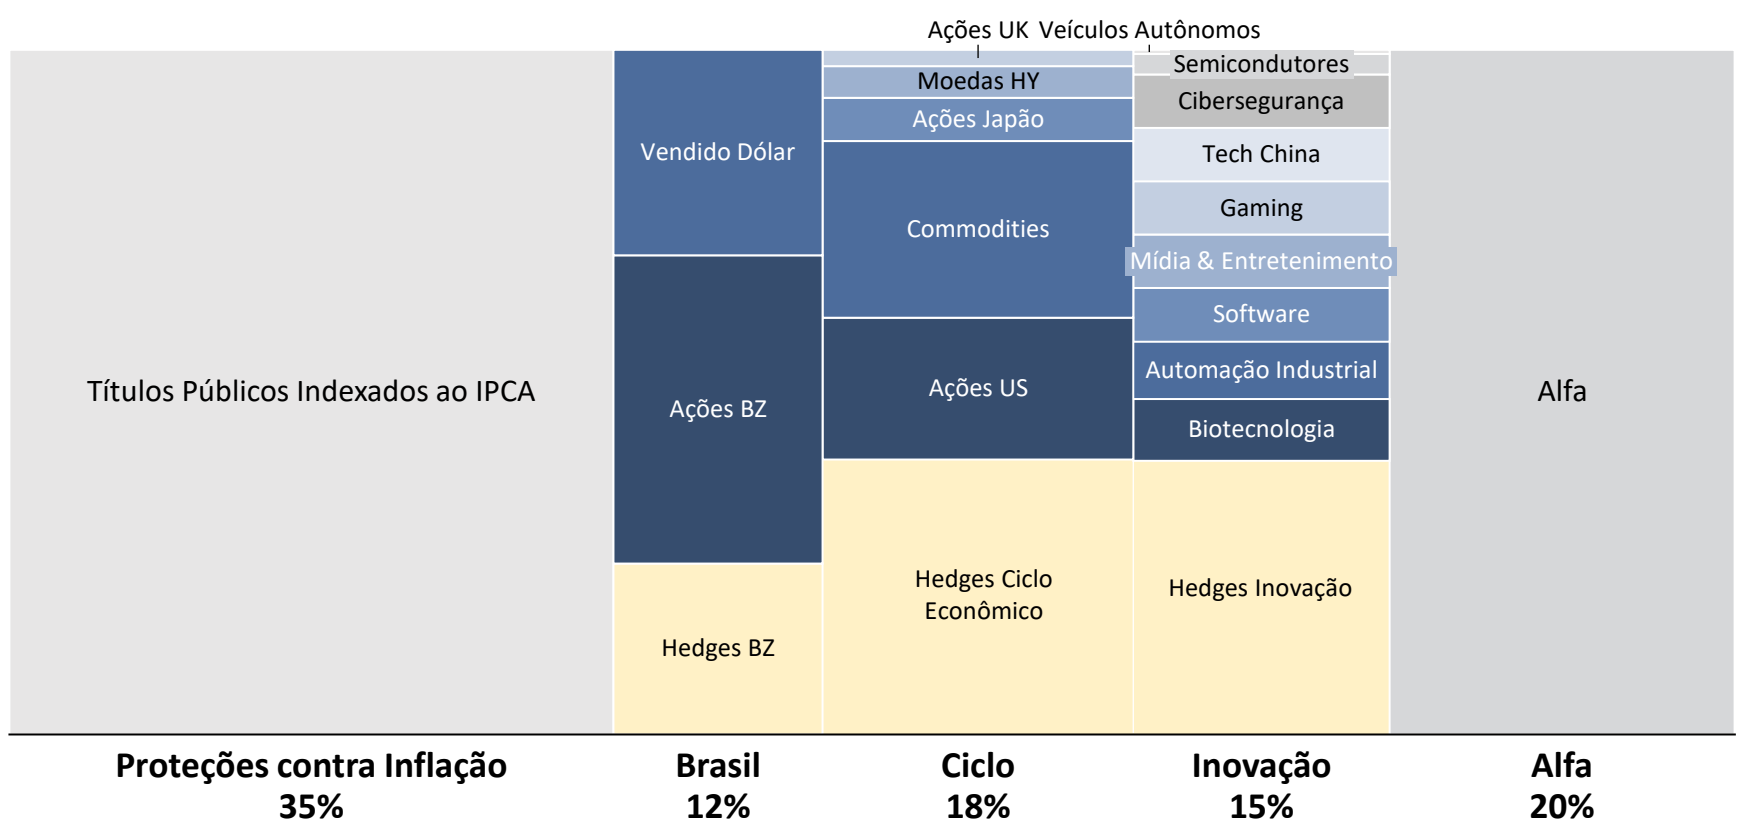 Ações UK
Veículos Autônomos
Títulos Públicos Indexados ao IPCA
Vendido Dólar
Ações BZ
Hedges BZ
Moedas HY
Ações Japão
Commodities
Ações US
Hedges Ciclo
Econômico
Semicondutores
Cibersegurança
Tech China
Gaming
Mídia & Entretenimento
Software
Automação Industrial
Biotecnologia
Hedges Inovação
Alfa
Proteções contra Inflação
35%
Brasil
12%
Ciclo
18%
Inovação
15%
Alfa
20%